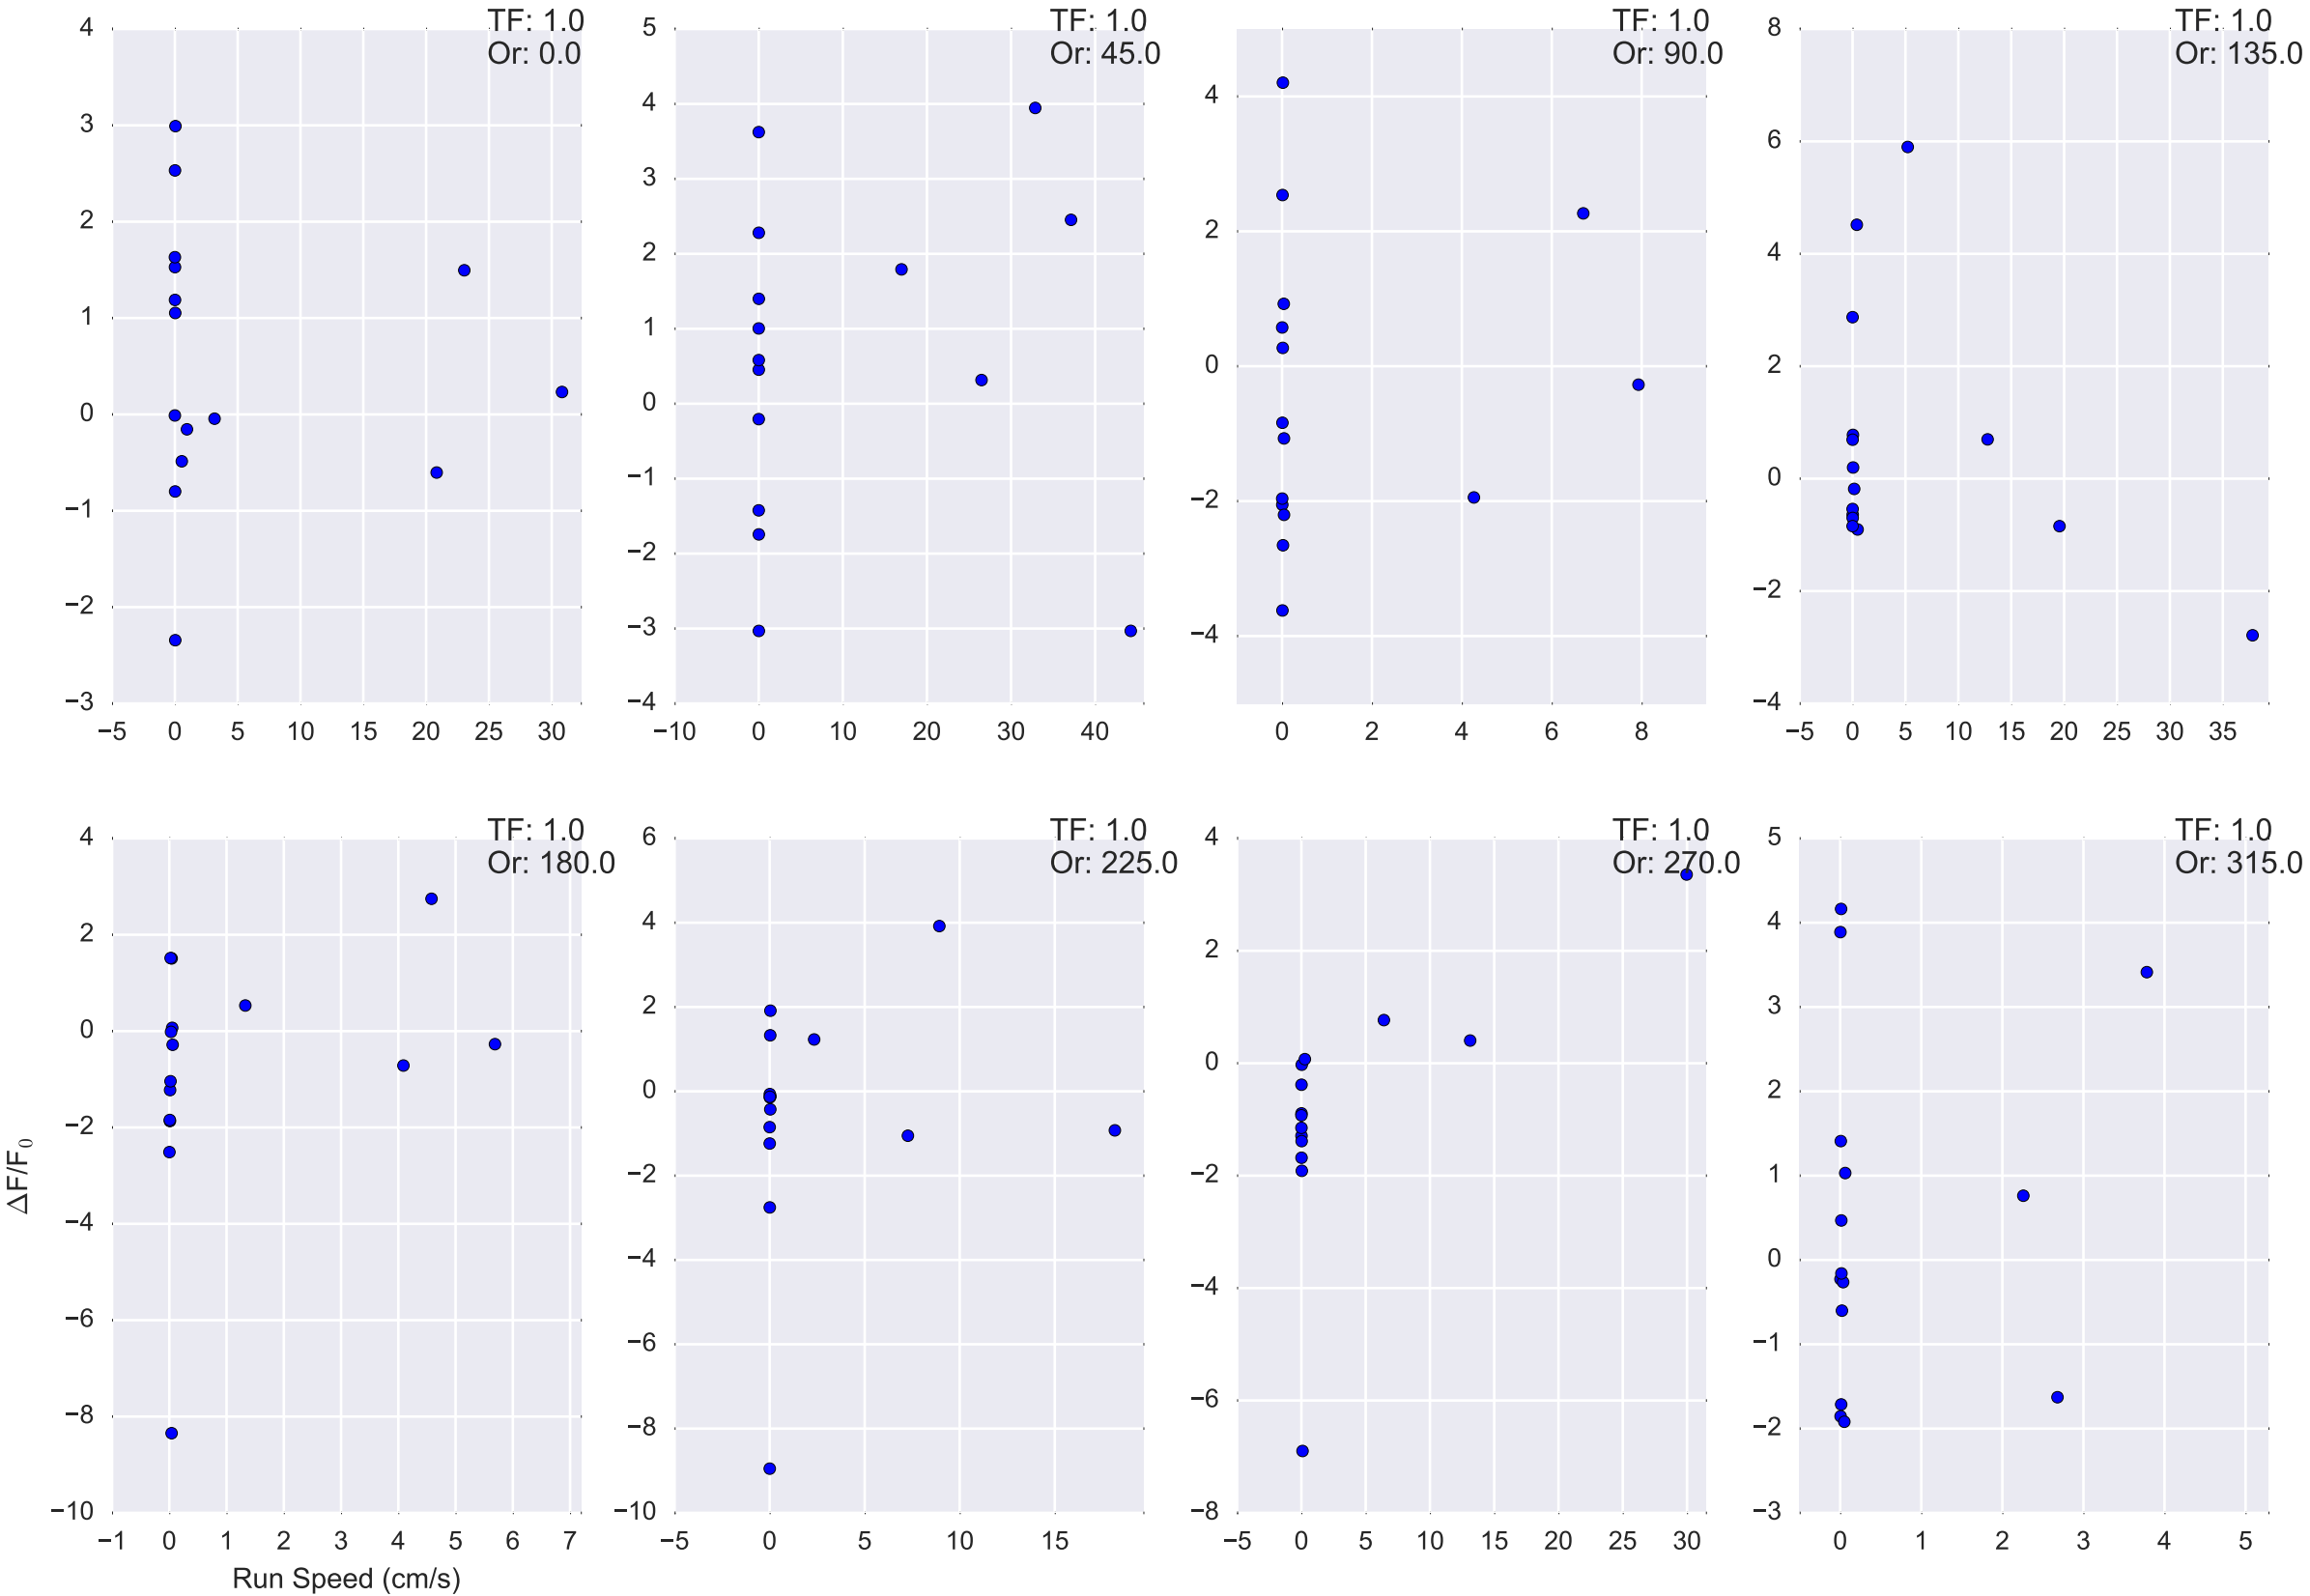 TF: 1.0
Or: 0.0
4
3
2
1
0
−1
−2
−3
−5 0 5 10 15 20 25 30
TF: 1.0
Or: 45.0
5
4
3
2
1
0
−1
−2
−3
−4
−10 0 10 20 30 40
TF: 1.0
Or: 90.0
4
2
0
−2
−4
0 2 4 6 8
TF: 1.0
Or: 135.0
8
6
4
2
0
−2
−4
−5 0 5 10 15 20 25 30 35
TF: 1.0
Or: 180.0
4
2
0
−2
−4
−6
−8
−10
−1 0 1 2 3 4 5 6 7
ΔF/F0
Run Speed (cm/s)
TF: 1.0
Or: 225.0
6
4
2
0
−2
−4
−6
−8
−10
−5 0 5 10 15
TF: 1.0
Or: 270.0
4
2
0
−2
−4
−6
−8
−5 0 5 10 15 20 25 30
TF: 1.0
Or: 315.0
5
4
3
2
1
0
−1
−2
−3
0 1 2 3 4 5